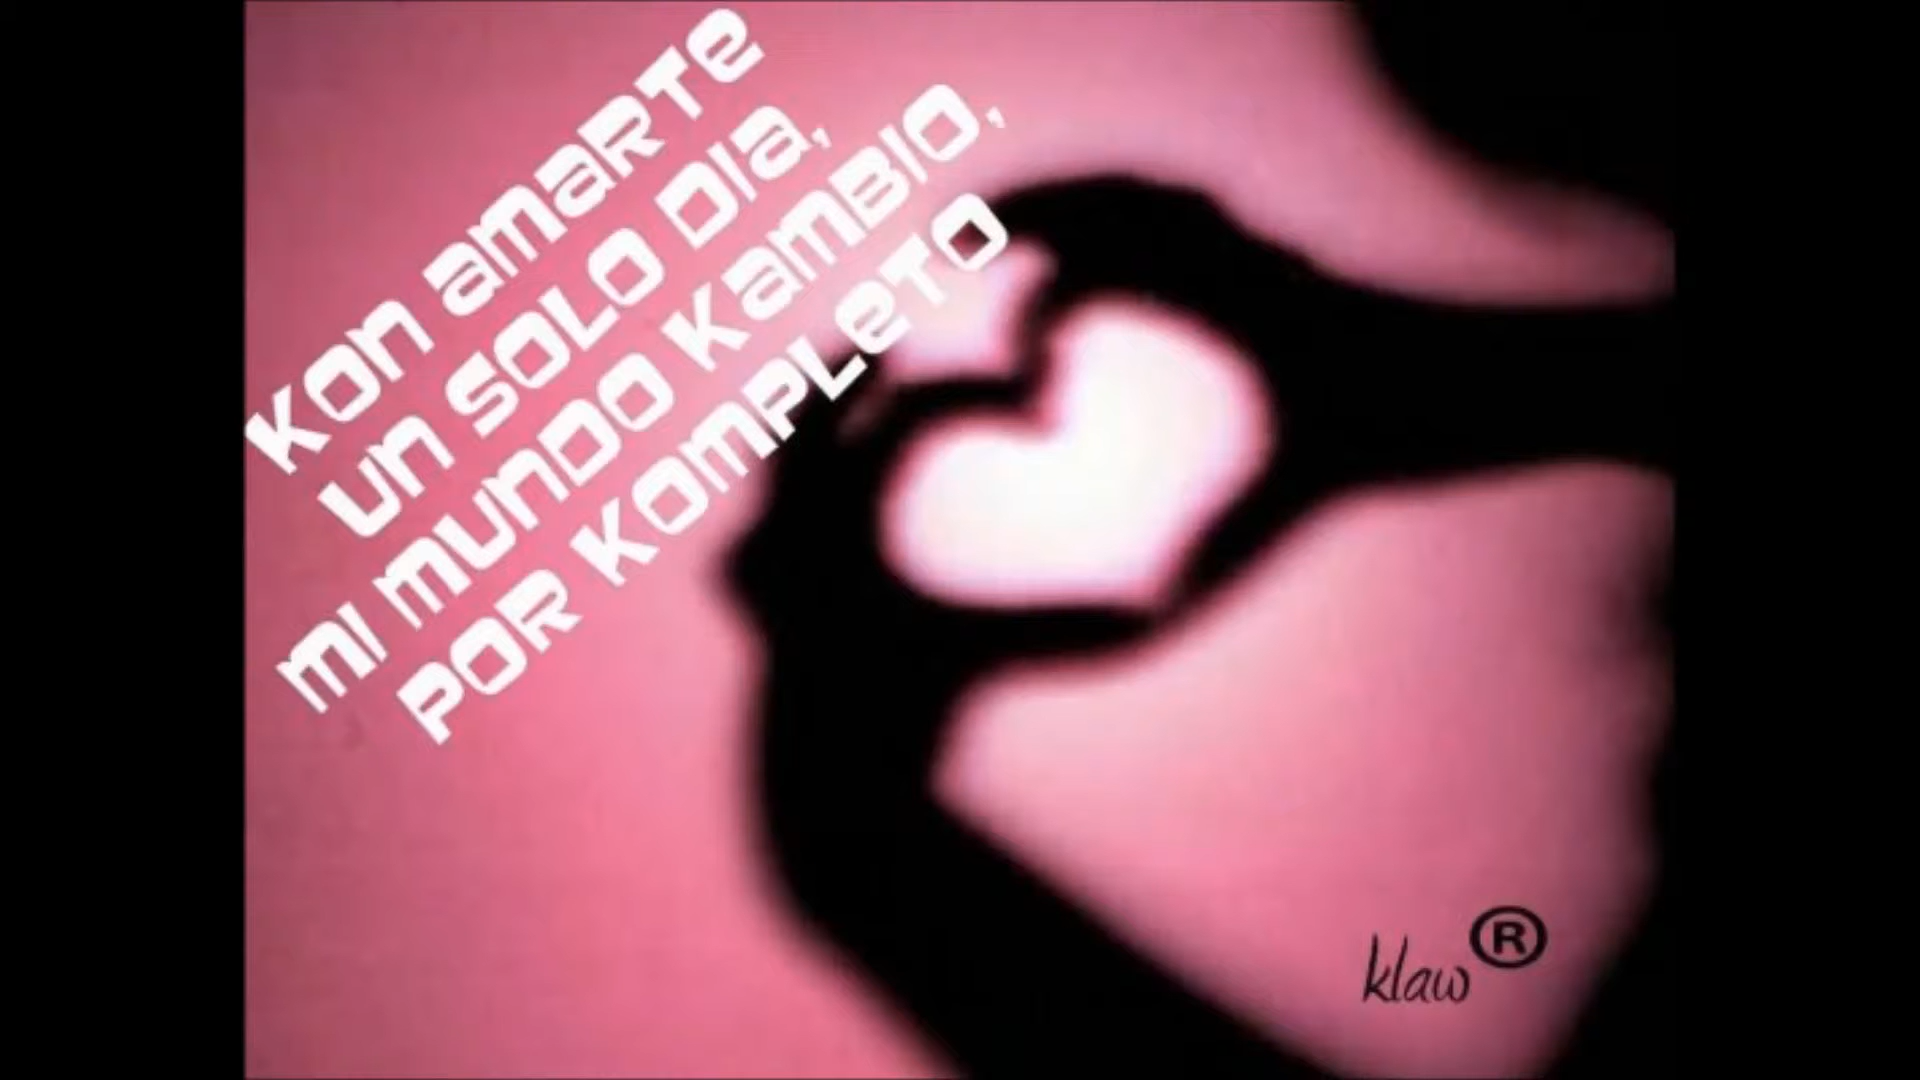 KON AMARTE
UN SOLO DIA,
MI MUNDO KAMBIO,
POR KOMPLETO
klaw®